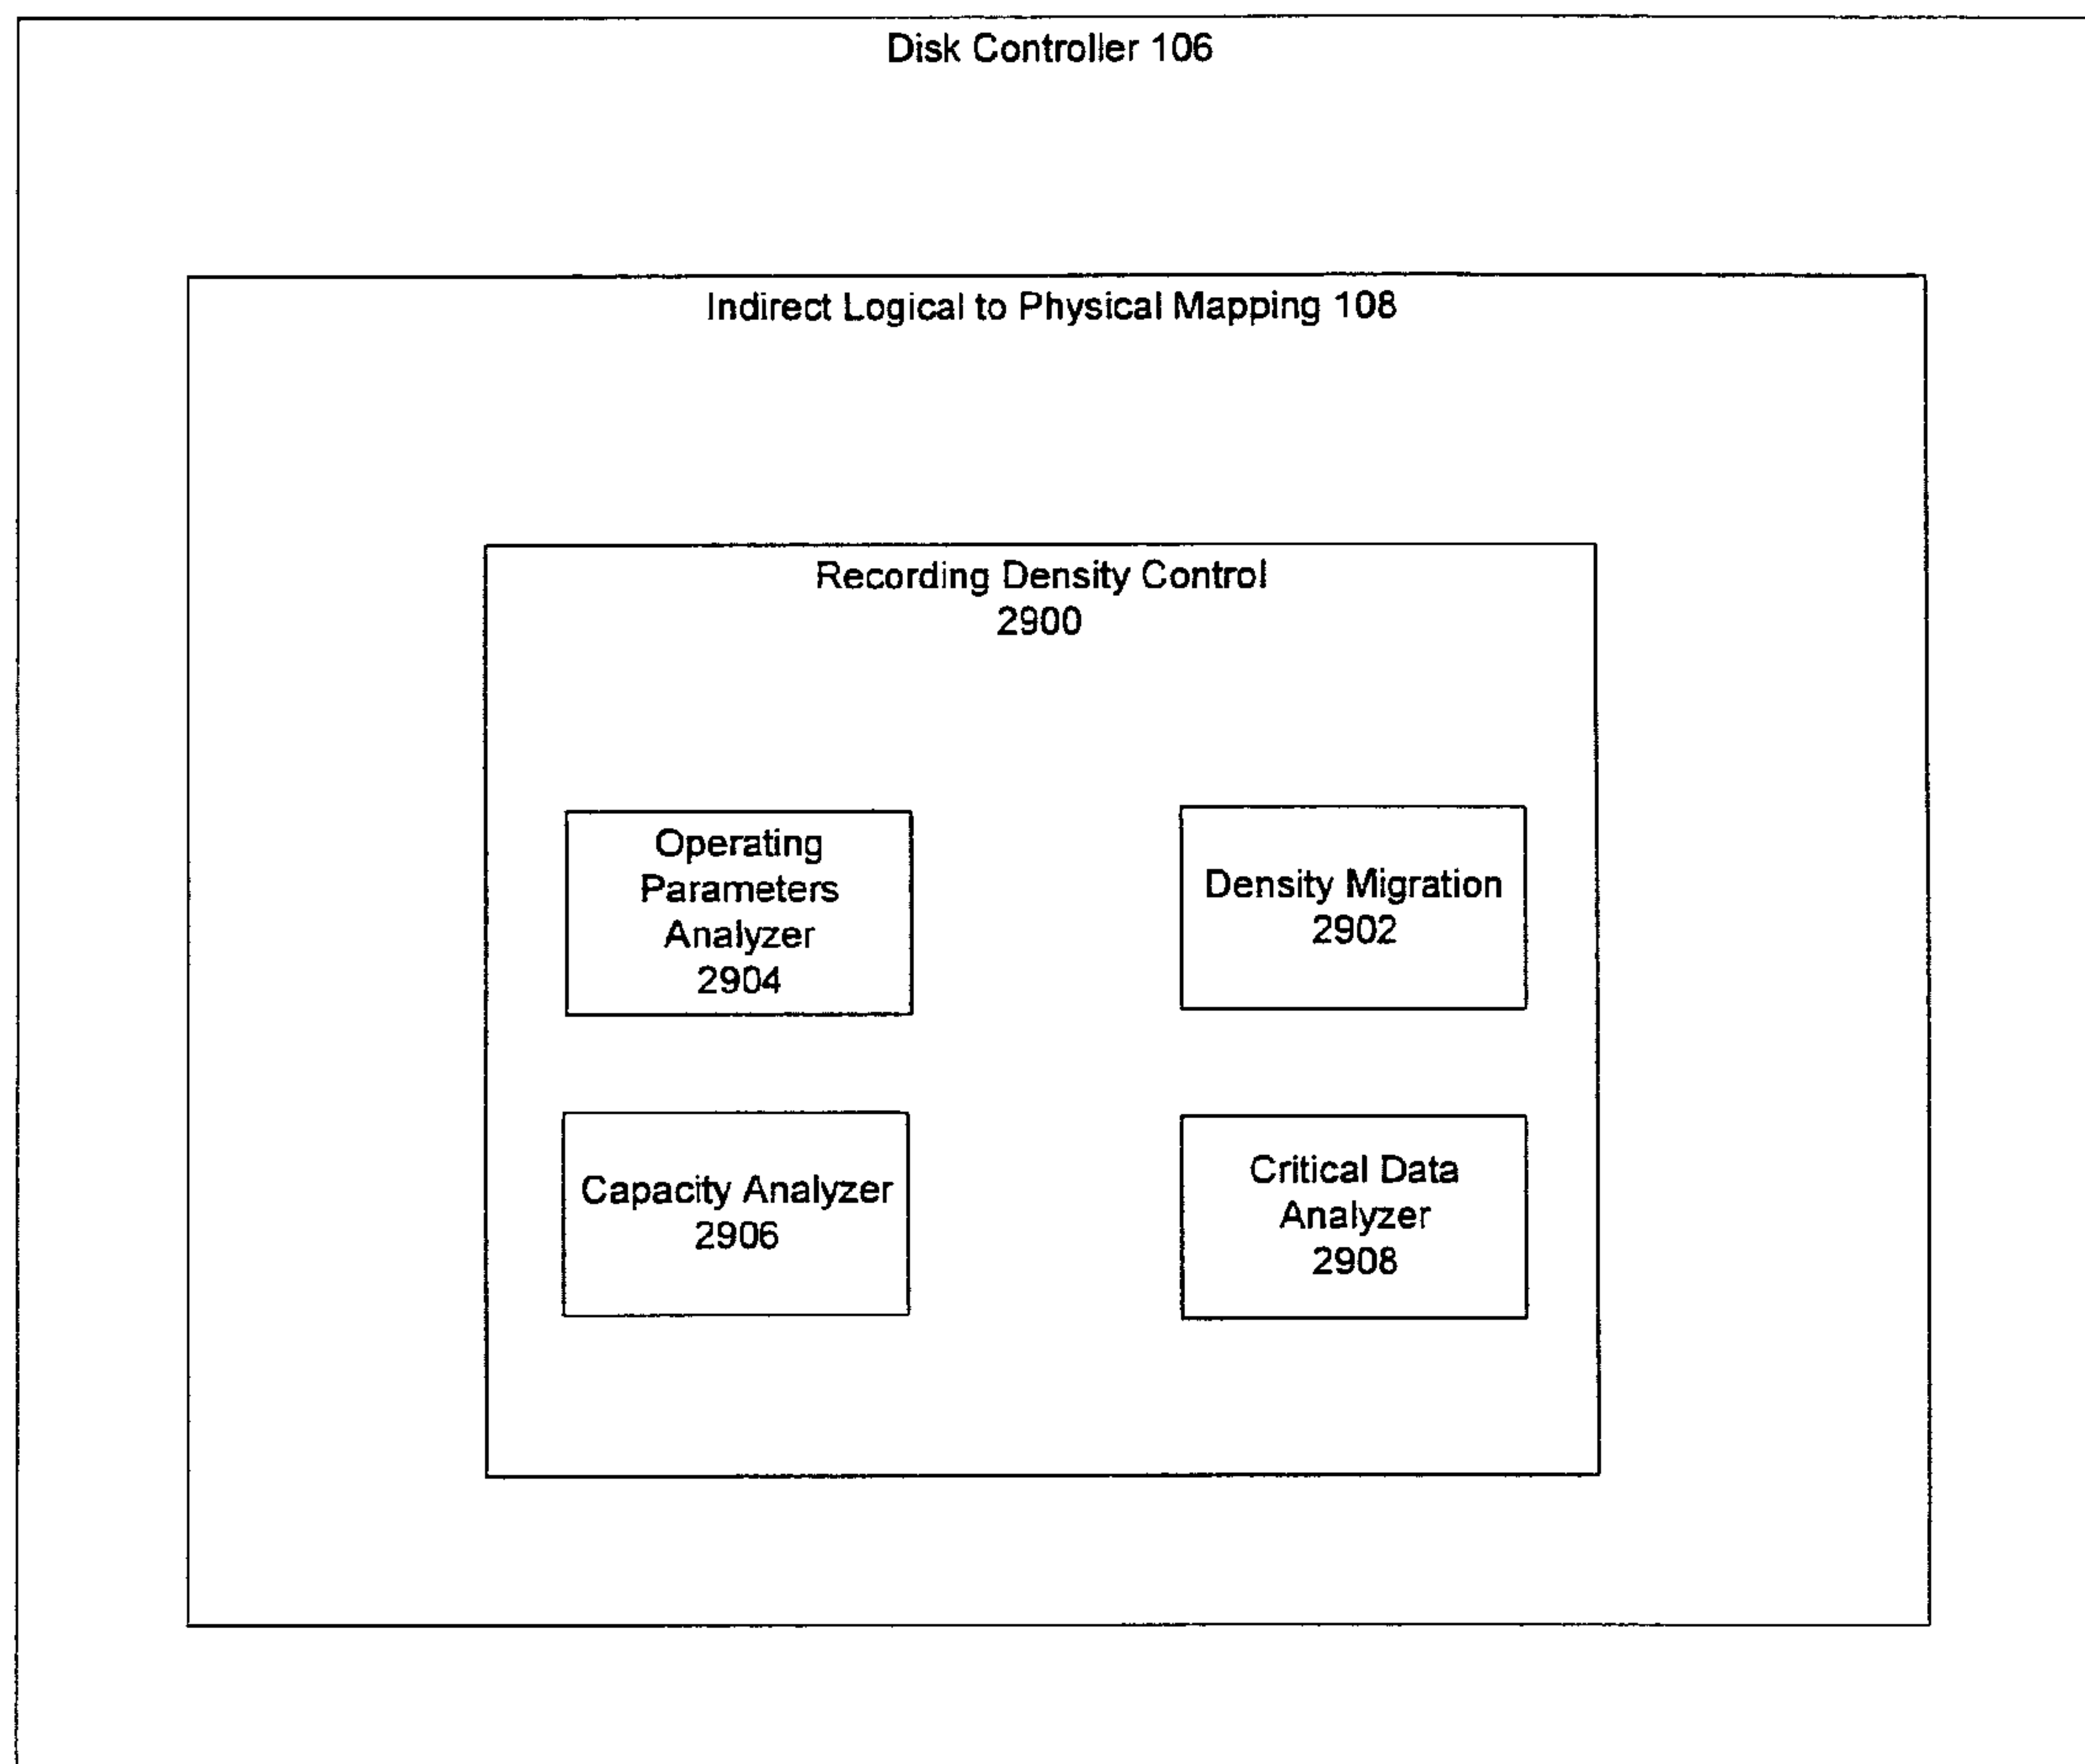 Disk Controller 106
Indirect Logical to Physical Mapping 108
Recording Density Control
2900
Operating
Parameters
Analyzer
2904
Density Migration
2902
Capacity Analyzer
2906
Critical Data
Analyzer
2908